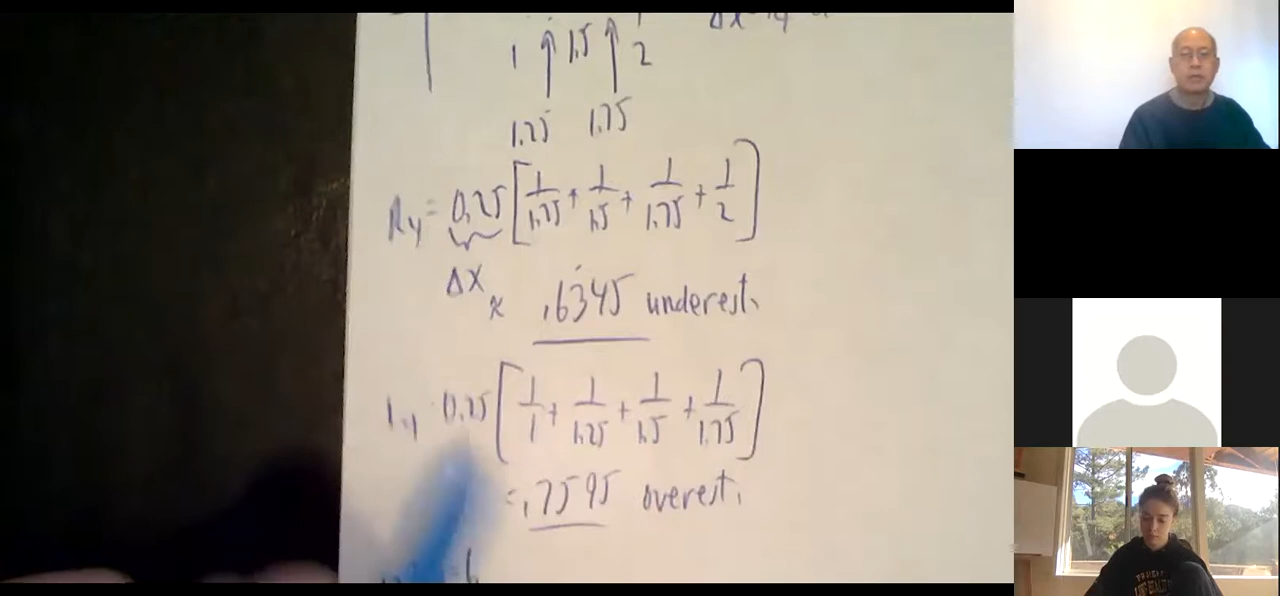 1 1.5 2
1.25 1.75
R4 = 0.25 [ 1/1.25 + 1/1.5 + 1/1.75 + 1/2 ]
Δx ≈ .6345 underest.
L4 = 0.25 [ 1/1 + 1/1.25 + 1/1.5 + 1/1.75 ]
= .7595 overest.
= 6